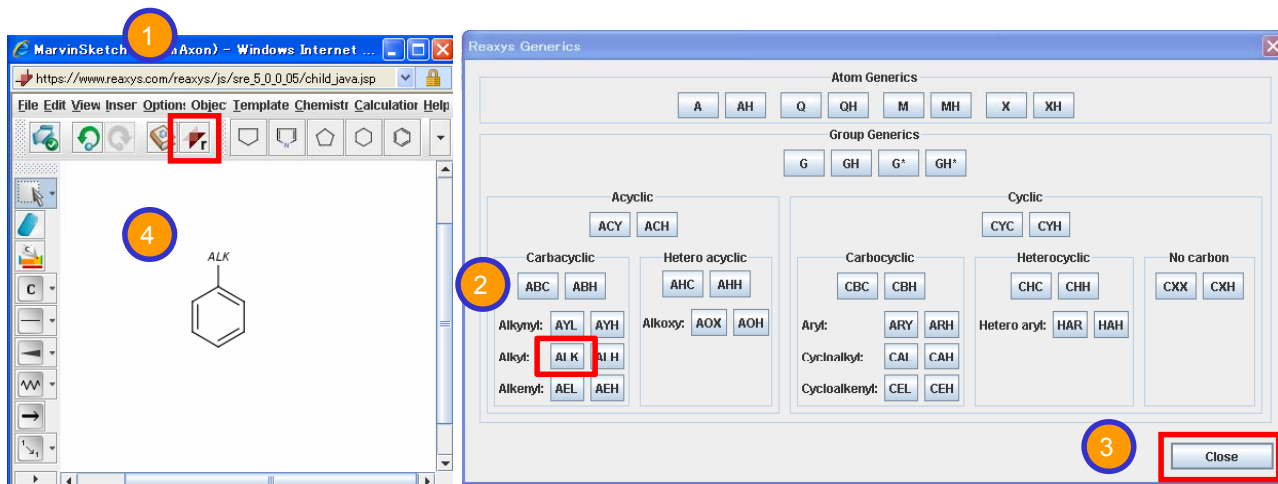 1
MarvinSketch
Axon) - Windows Internet ...
https://www.reaxys.com/reaxys/js/sre_5_0_0_05/child_java.jsp
File Edit View Inser Option: Objec Template Chemistr Calculation Help
r
N
C
4
ALK
C
1
1
Reaxys Generics
Atom Generics
A AH Q QH M MH X XH
Group Generics
G GH G* GH*
Acyclic
ACY ACH
Cyclic
CYC CYH
Carbacyclic
2
ABC ABH
Alkynyl: AYL AYH
Alkyl: ALK ALH
Alkenyl: AEL AEH
Hetero acyclic
AHC AHH
Alkoxy: AOX AOH
Carbocyclic
CBC CBH
Aryl: ARY ARH
Cycloalkyl: CAL CAH
Cycloalkenyl: CEL CEH
Heterocyclic
CHC CHH
Hetero aryl: HAR HAH
No carbon
CXX CXH
3
Close